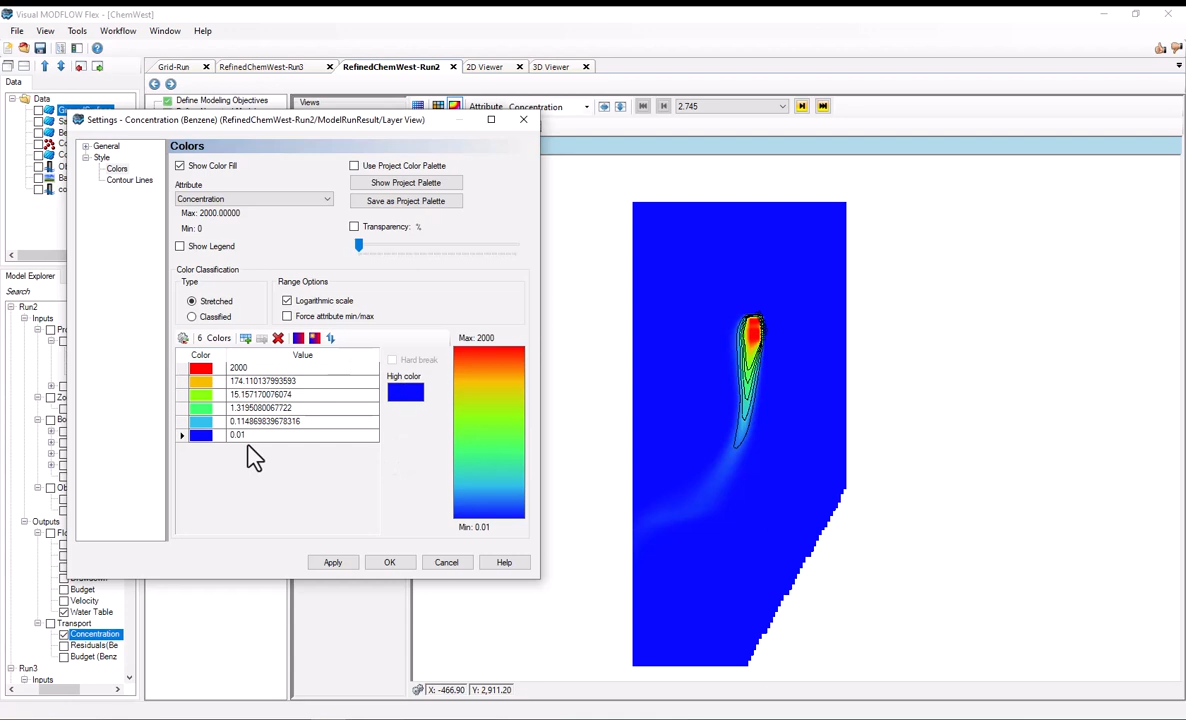 Visual MODFLOW Flex - [ChemWest]
File View Tools Workflow Window Help
Data
Grid-Run
RefinedChemWest-Run3
RefinedChemWest-Run2
2D Viewer
3D Viewer
Data
Define Modeling Objectives
Views
Attribute Concentration
2.745
Settings - Concentration (Benzene) (RefinedChemWest-Run2/ModelRunResult/Layer View)
General
Style
Colors
Contour Lines
Colors
Show Color Fill
Use Project Color Palette
Attribute
Show Project Palette
Concentration
Save as Project Palette
Max: 2000.00000
Min: 0
Transparency: %
Show Legend
Color Classification
Type
Range Options
Stretched
Logarithmic scale
Classified
Force attribute min/max
6 Colors
Max: 2000
Color Value
Hard break
2000
High color
174.110137993593
15.157170076074
1.3195080067722
0.114869839678316
0.01
Min: 0.01
Apply OK Cancel Help
Model Explorer
Search
Run2
Inputs
Outputs
Budget
Velocity
Water Table
Transport
Concentration
Residuals(Be
Budget (Benz
Run3
Inputs
X: -466.90 Y: 2,911.20